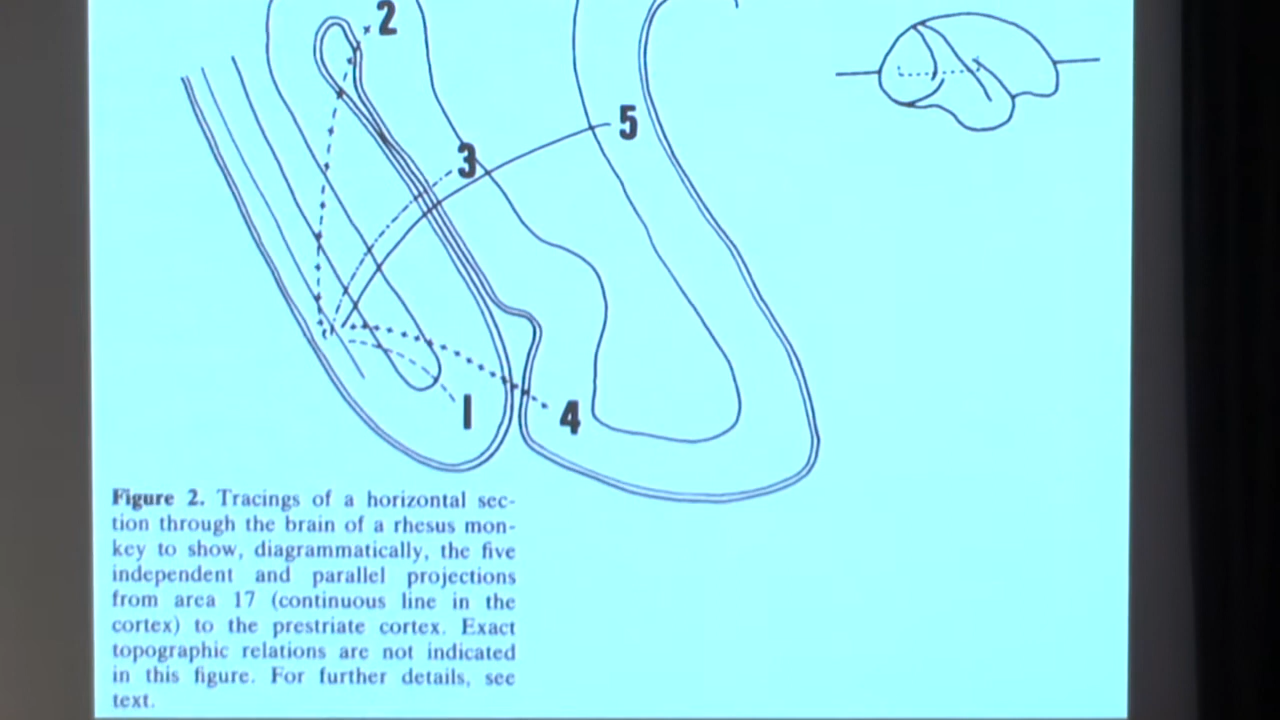 2
5
3
1
4
Figure 2. Tracings of a horizontal sec-
tion through the brain of a rhesus mon-
key to show, diagrammatically, the five
independent and parallel projections
from area 17 (continuous line in the
cortex) to the prestriate cortex. Exact
topographic relations are not indicated
in this figure. For further details, see
text.